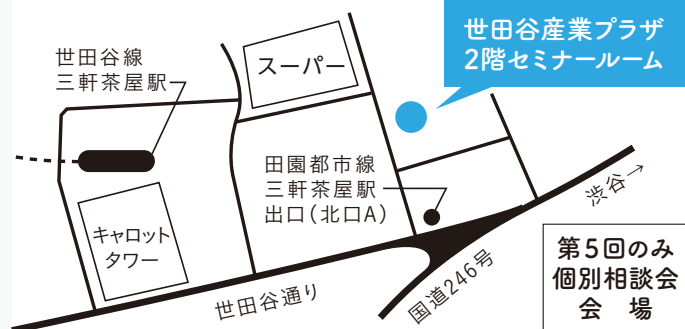 世田谷産業プラザ
2階セミナールーム
世田谷線
三軒茶屋駅
スーパー
田園都市線
三軒茶屋駅
出口（北口A）
キャロット
タワー
渋谷→
世田谷通り
国道246号
第5回のみ
個別相談会
会　場